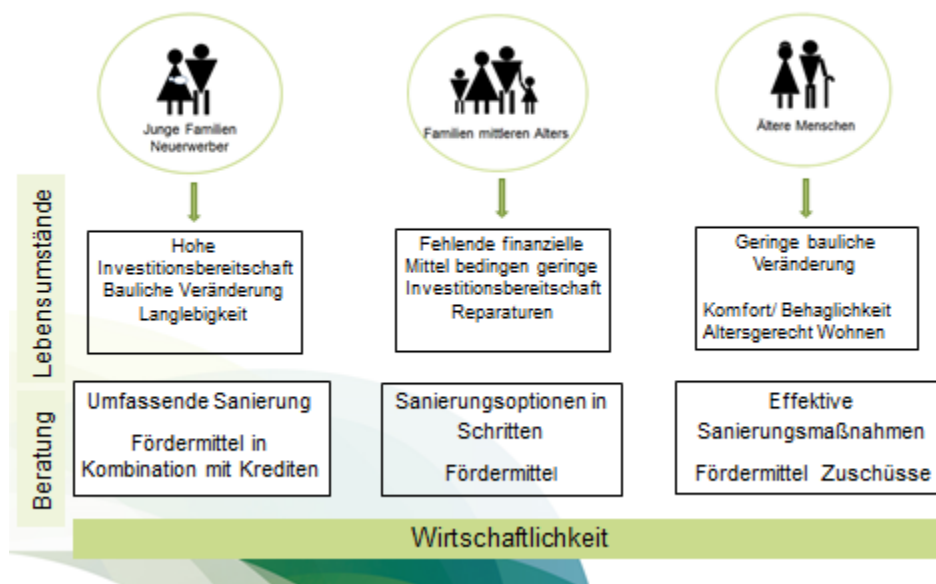 Junge Familien
Neuerwerber
Familien mittleren Alters
Ältere Menschen
Lebensumstände
Hohe
Investitionsbereitschaft
Bauliche Veränderung
Langlebigkeit
Fehlende finanzielle
Mittel bedingen geringe
Investitionsbereitschaft
Reparaturen
Geringe bauliche
Veränderung
Komfort/ Behaglichkeit
Altersgerecht Wohnen
Beratung
Umfassende Sanierung
Fördermittel in
Kombination mit Krediten
Sanierungsoptionen in
Schritten
Fördermittel
Effektive
Sanierungsmaßnahmen
Fördermittel Zuschüsse
Wirtschaftlichkeit